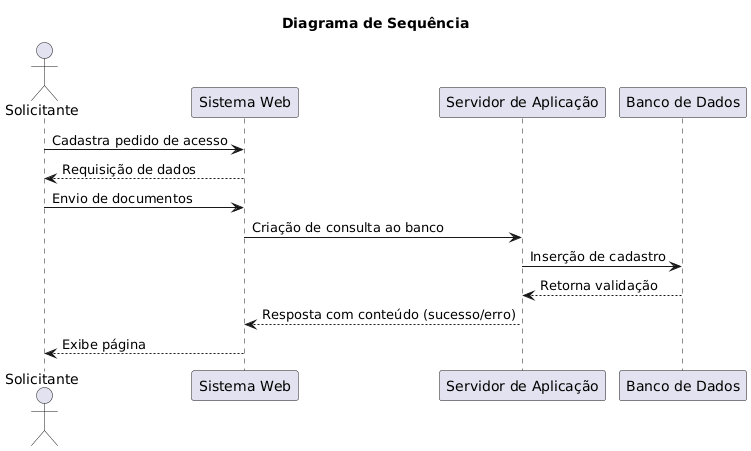 Diagrama de Sequência
Solicitante
Sistema Web
Servidor de Aplicação
Banco de Dados
Cadastra pedido de acesso
Requisição de dados
Envio de documentos
Criação de consulta ao banco
Inserção de cadastro
Retorna validação
Resposta com conteúdo (sucesso/erro)
Exibe página
Solicitante
Sistema Web
Servidor de Aplicação
Banco de Dados